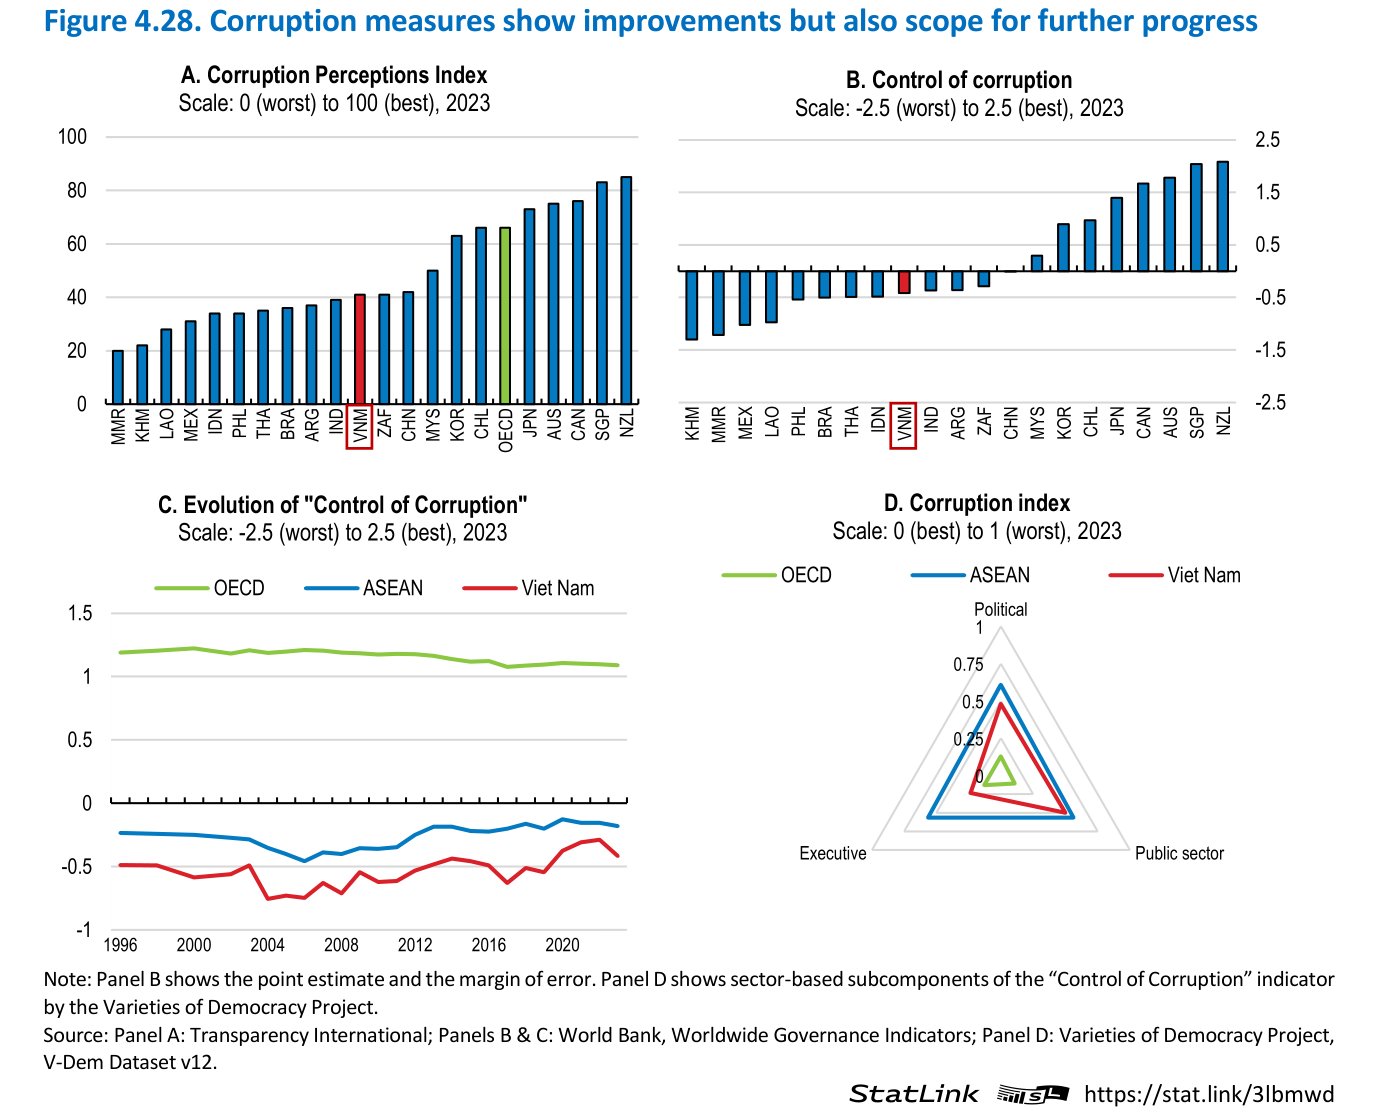 Figure 4.28. Corruption measures show improvements but also scope for further progress
A. Corruption Perceptions Index
Scale: 0 (worst) to 100 (best), 2023
100
80
60
40
20
0
MMR KHM LAO MEX IDN PHL THA BRA ARG IND VNM ZAF CHN MYS KOR CHL OECD JPN AUS CAN SGP NZL
B. Control of corruption
Scale: -2.5 (worst) to 2.5 (best), 2023
2.5
1.5
0.5
-0.5
-1.5
-2.5
KHM MMR MEX LAO PHL BRA THA IDN VNM IND ARG ZAF CHN MYS KOR CHL JPN CAN AUS SGP NZL
C. Evolution of "Control of Corruption"
Scale: -2.5 (worst) to 2.5 (best), 2023
OECD ASEAN Viet Nam
1.5
1
0.5
0
-0.5
-1
1996 2000 2004 2008 2012 2016 2020
D. Corruption index
Scale: 0 (best) to 1 (worst), 2023
OECD ASEAN Viet Nam
Political
1
0.75
0.5
0.25
0
Executive Public sector
Note: Panel B shows the point estimate and the margin of error. Panel D shows sector-based subcomponents of the “Control of Corruption” indicator
by the Varieties of Democracy Project.
Source: Panel A: Transparency International; Panels B & C: World Bank, Worldwide Governance Indicators; Panel D: Varieties of Democracy Project,
V-Dem Dataset v12.
StatLink SL https://stat.link/3lbmwd